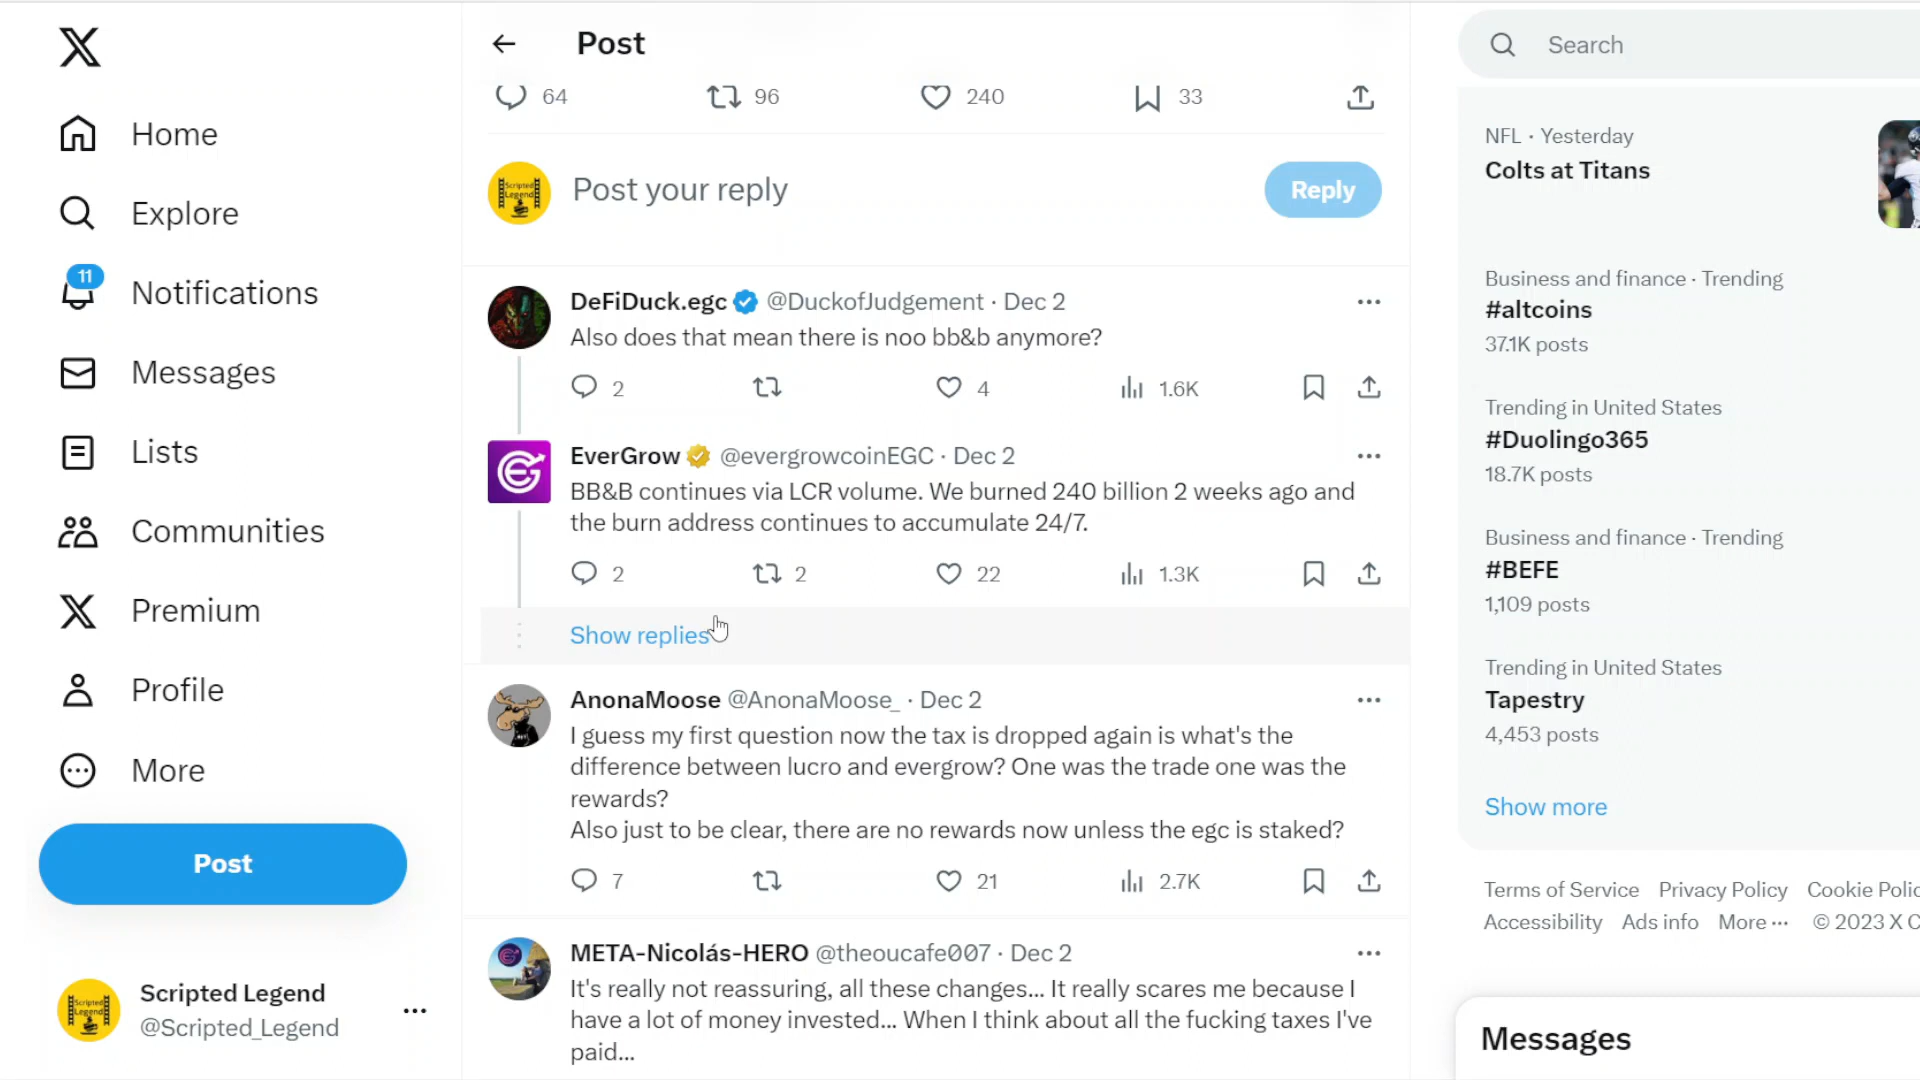 Post
64
96
240
33
Search
Home
Explore
11
Notifications
Messages
Lists
Communities
Premium
Profile
More
Post
Scripted Legend
@Scripted_Legend
Scripted
Legend
Post your reply
Reply
DeFiDuck.egc @DuckofJudgement · Dec 2
Also does that mean there is noo bb&b anymore?
2
4
1.6K
EverGrow @evergrowcoinEGC · Dec 2
BB&B continues via LCR volume. We burned 240 billion 2 weeks ago and
the burn address continues to accumulate 24/7.
2
2
22
1.3K
Show replies
AnonaMoose @AnonaMoose_ · Dec 2
I guess my first question now the tax is dropped again is what's the
difference between lucro and evergrow? One was the trade one was the
rewards?
Also just to be clear, there are no rewards now unless the egc is staked?
7
21
2.7K
META-Nicolás-HERO @theoucafe007 · Dec 2
It's really not reassuring, all these changes... It really scares me because I
have a lot of money invested... When I think about all the fucking taxes I've
paid...
NFL · Yesterday
Colts at Titans
Business and finance · Trending
#altcoins
37.1K posts
Trending in United States
#Duolingo365
18.7K posts
Business and finance · Trending
#BEFE
1,109 posts
Trending in United States
Tapestry
4,453 posts
Show more
Terms of Service Privacy Policy Cookie Polic
Accessibility Ads info More ··· © 2023 X C
Messages